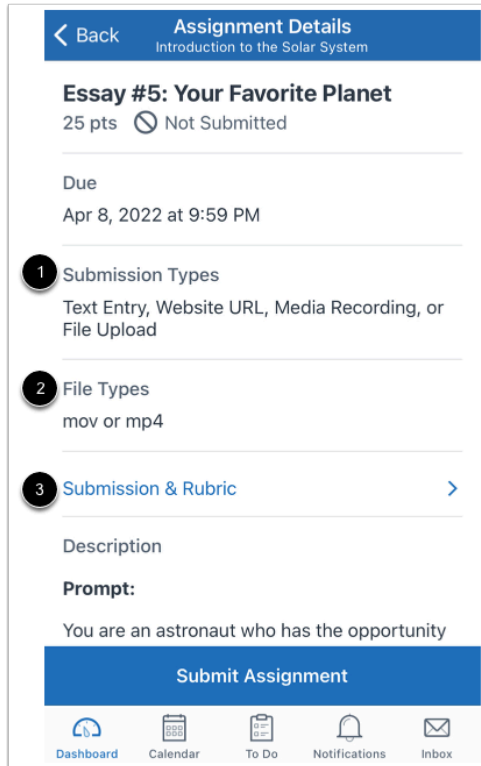 Back
Assignment Details
Introduction to the Solar System
Essay #5: Your Favorite Planet
25 pts Not Submitted
Due
Apr 8, 2022 at 9:59 PM
1
Submission Types
Text Entry, Website URL, Media Recording, or
File Upload
2
File Types
mov or mp4
3
Submission & Rubric
Description
Prompt:
You are an astronaut who has the opportunity
Submit Assignment
Dashboard Calendar To Do Notifications Inbox